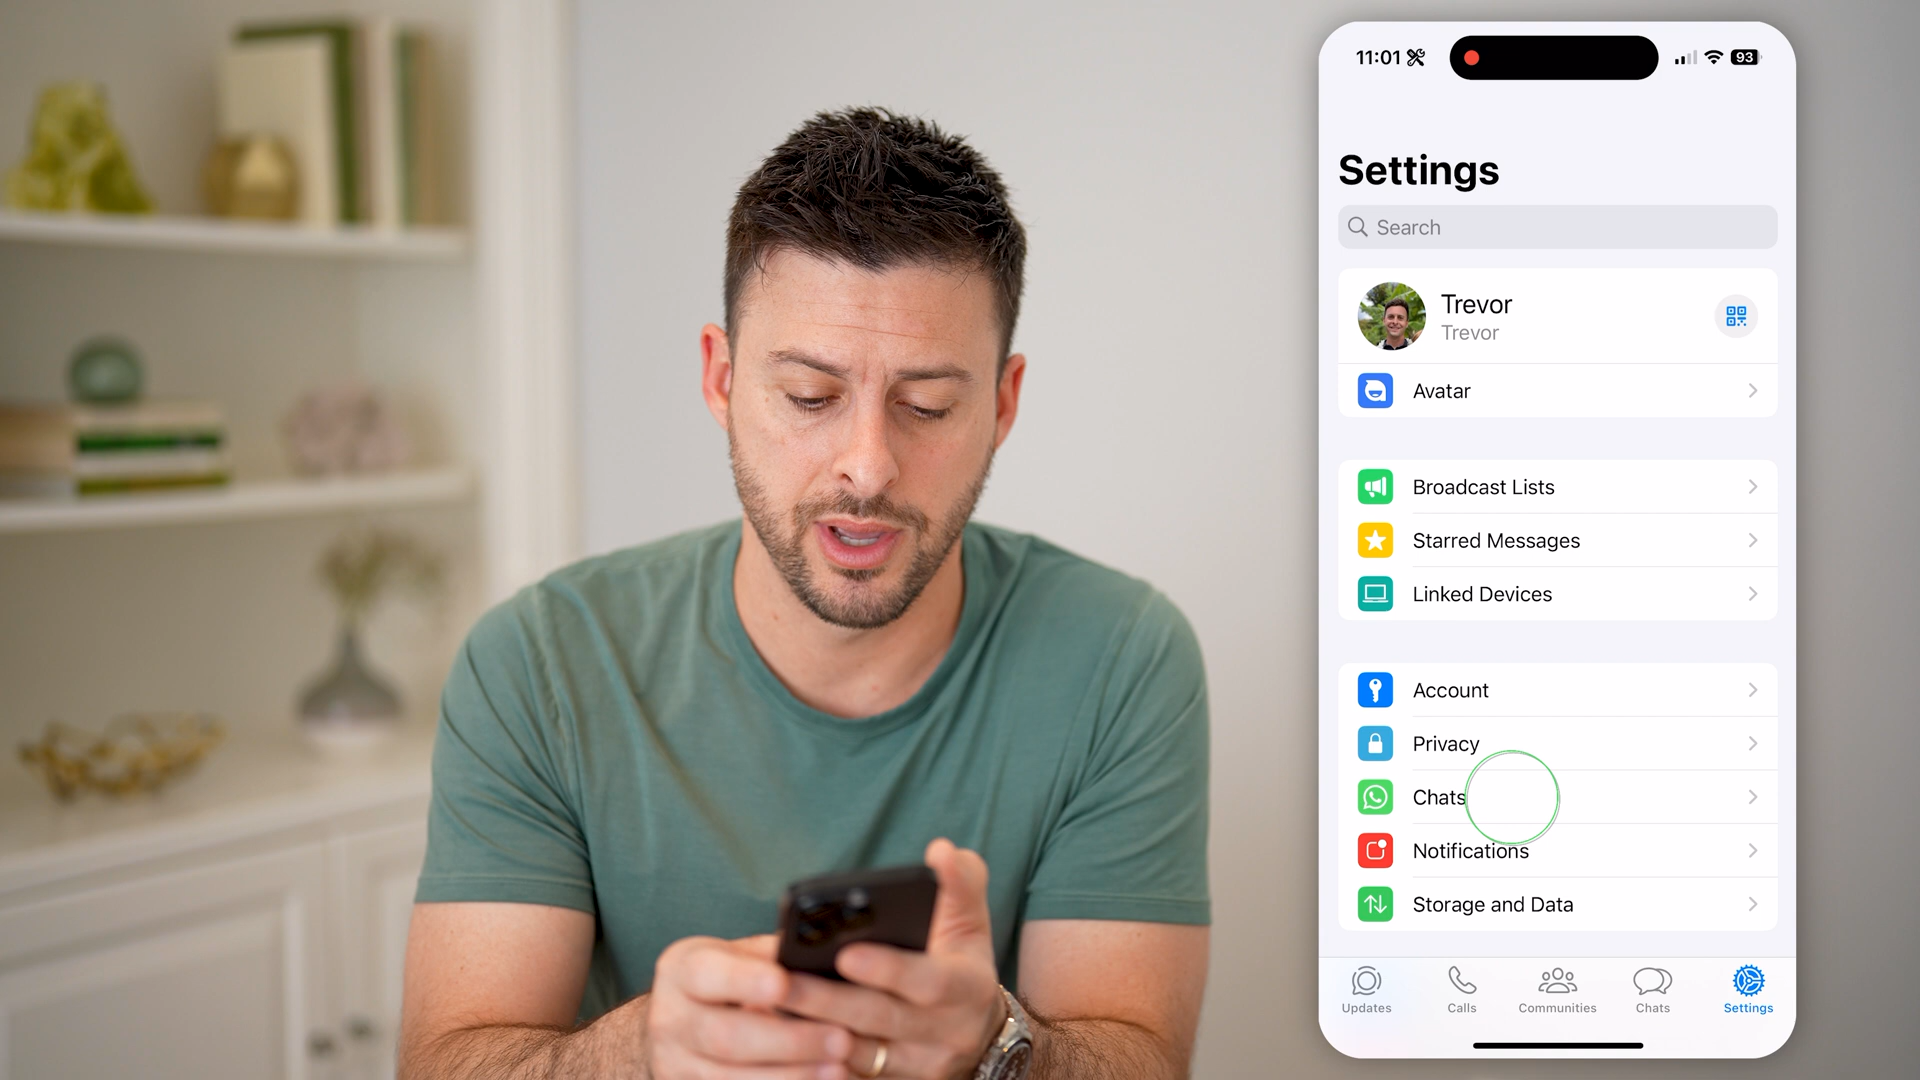 11:01
93
Settings
Search
Trevor
Trevor
Avatar
Broadcast Lists
Starred Messages
Linked Devices
Account
Privacy
Chats
Notifications
Storage and Data
Updates
Calls
Communities
Chats
Settings